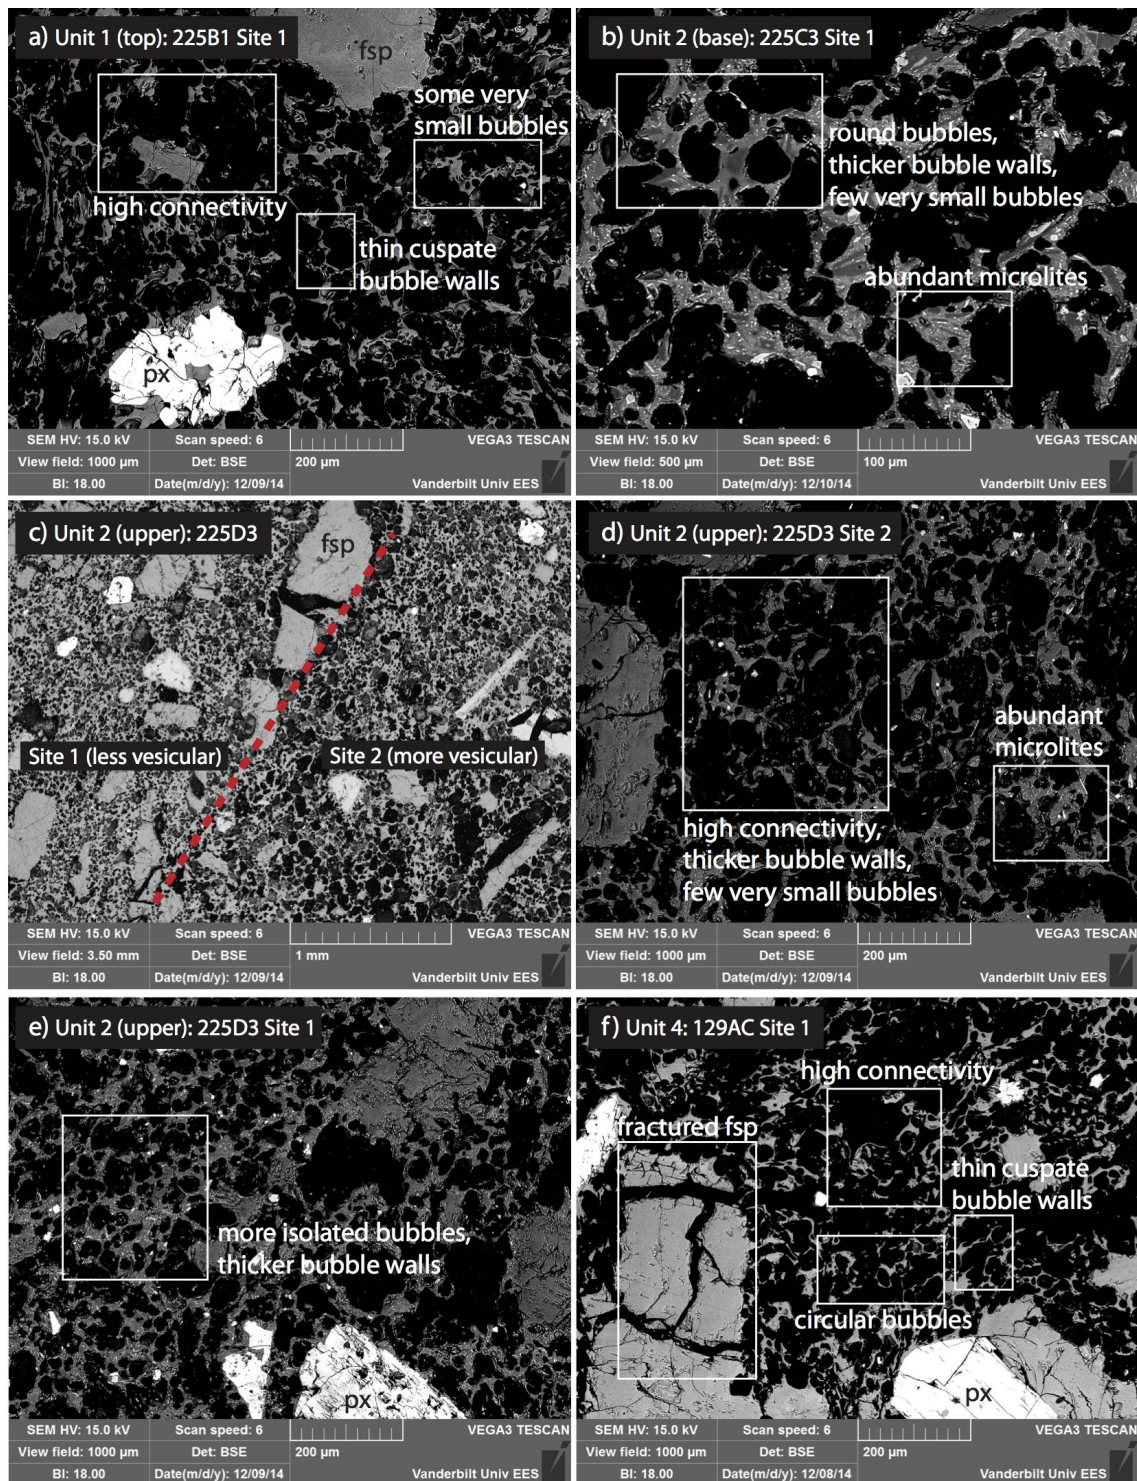 a) Unit 1 (top): 225B1 Site 1
fsp
some very
small bubbles
high connectivity
thin cuspate
bubble walls
px
SEM HV: 15.0 kV
Scan speed: 6
VEGA3 TESCAN
View field: 1000 µm
Det: BSE
200 µm
BI: 18.00
Date(m/d/y): 12/09/14
Vanderbilt Univ EES
b) Unit 2 (base): 225C3 Site 1
round bubbles,
thicker bubble walls,
few very small bubbles
abundant microlites
SEM HV: 15.0 kV
Scan speed: 6
VEGA3 TESCAN
View field: 500 µm
Det: BSE
100 µm
BI: 18.00
Date(m/d/y): 12/10/14
Vanderbilt Univ EES
c) Unit 2 (upper): 225D3
fsp
Site 1 (less vesicular)
Site 2 (more vesicular)
SEM HV: 15.0 kV
Scan speed: 6
VEGA3 TESCAN
View field: 3.50 mm
Det: BSE
1 mm
BI: 18.00
Date(m/d/y): 12/09/14
Vanderbilt Univ EES
d) Unit 2 (upper): 225D3 Site 2
abundant
microlites
high connectivity,
thicker bubble walls,
few very small bubbles
SEM HV: 15.0 kV
Scan speed: 6
VEGA3 TESCAN
View field: 1000 µm
Det: BSE
200 µm
BI: 18.00
Date(m/d/y): 12/09/14
Vanderbilt Univ EES
e) Unit 2 (upper): 225D3 Site 1
more isolated bubbles,
thicker bubble walls
px
SEM HV: 15.0 kV
Scan speed: 6
VEGA3 TESCAN
View field: 1000 µm
Det: BSE
200 µm
BI: 18.00
Date(m/d/y): 12/09/14
Vanderbilt Univ EES
f) Unit 4: 129AC Site 1
high connectivity
fractured fsp
thin cuspate
bubble walls
circular bubbles
px
SEM HV: 15.0 kV
Scan speed: 6
VEGA3 TESCAN
View field: 1000 µm
Det: BSE
200 µm
BI: 18.00
Date(m/d/y): 12/08/14
Vanderbilt Univ EES